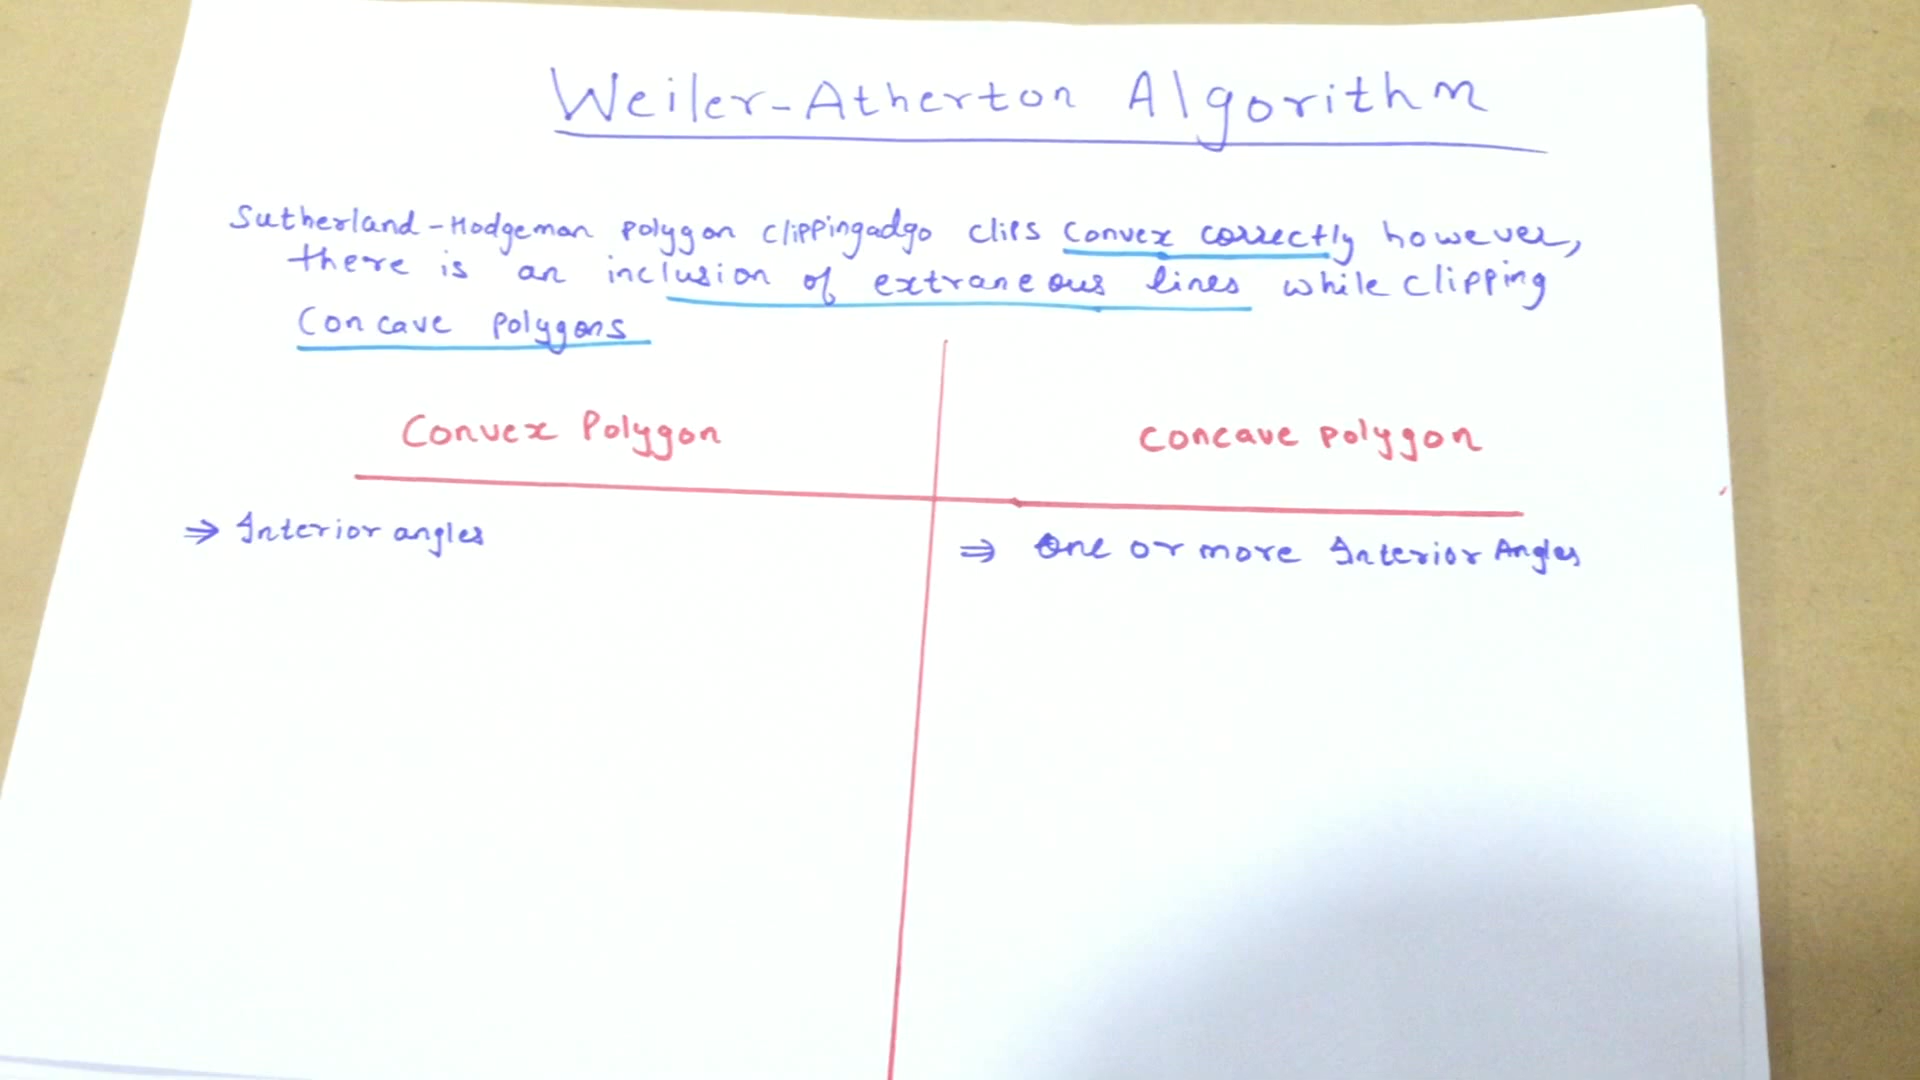 Weiler-Atherton Algorithm
Sutherland-Hodgeman polygon clippingadgo clips convex correctly however,
there is an inclusion of extraneous lines while clipping
Concave polygons
Convex Polygon
concave polygon
⇒ Interior angles
⇒ One or more Interior Angles